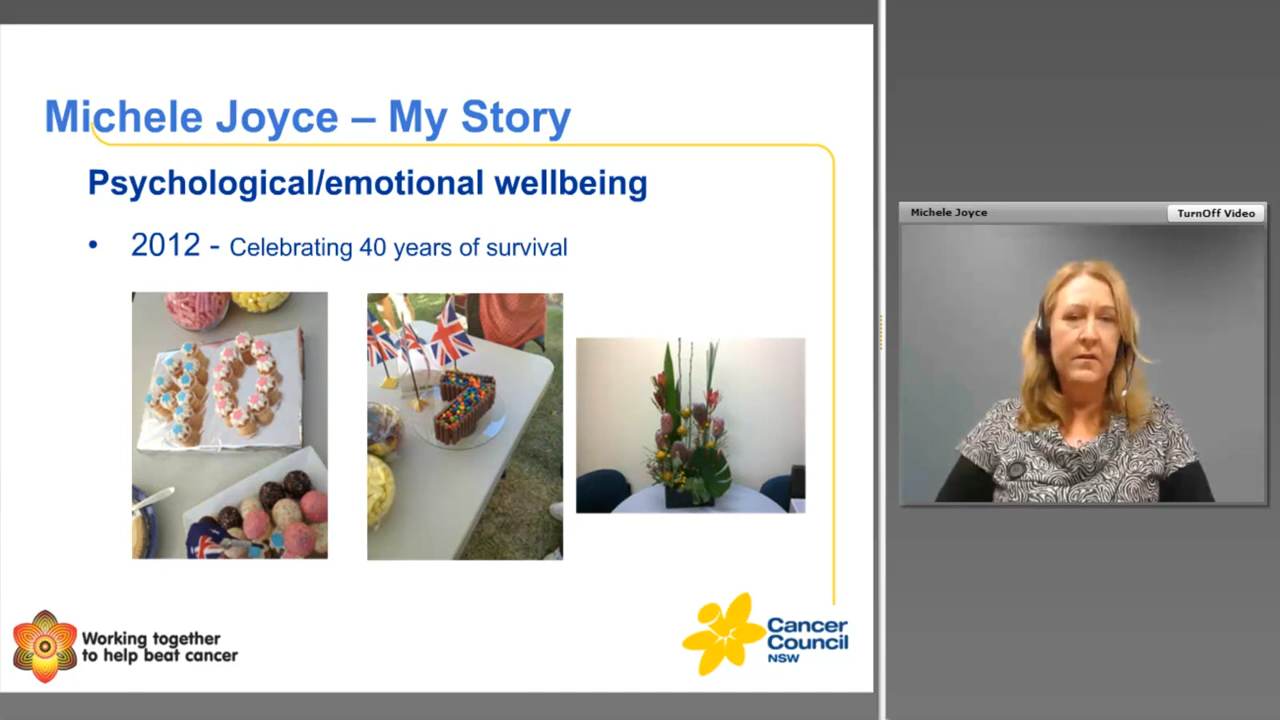 Michele Joyce – My Story
Psychological/emotional wellbeing
• 2012 - Celebrating 40 years of survival
Working together
to help beat cancer
Cancer
Council
NSW
Michele Joyce
TurnOff Video